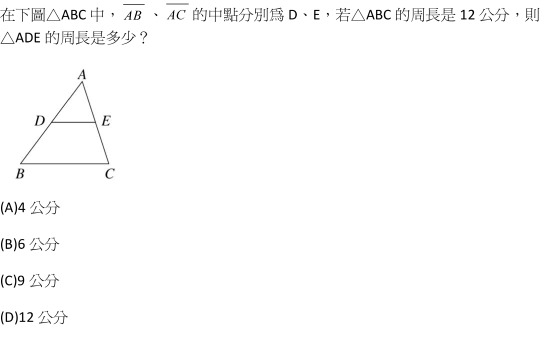 在下圖△ABC 中， AB 、 AC 的中點分別爲 D、E，若△ABC 的周長是 12 公分，則
△ADE 的周長是多少？
A
D E
B C
(A)4 公分
(B)6 公分
(C)9 公分
(D)12 公分